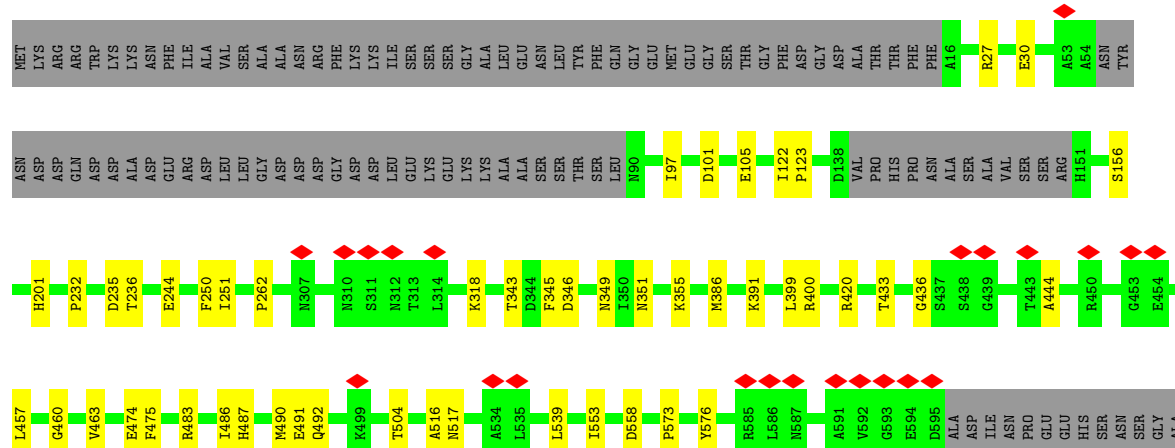 MET LYS ARG ARG TRP LYS LYS ASN PHE ILE ALA VAL SER ALA ALA ASN ARG PHE LYS LYS ILE SER SER SER GLY ALA LEU GLU ASN LEU TYR PHE GLN GLY GLU MET GLU GLY SER THR GLY PHE ASP GLY ASP ALA THR THR PHE PHE A16 R27 E30 A53 A54 ASN TYR
ASN ASP ASP GLN ASP ASP ALA ASP GLU ARG ASP LEU LEU GLY ASP ASP ASP GLY ASP ASP LEU GLU LYS GLU LYS LYS ALA ALA SER SER THR SER LEU N90 I97 D101 E105 I122 P123 D138 VAL PRO HIS PRO ASN ALA SER ALA VAL SER SER ARG H151 S156
H201 P232 D235 T236 E244 F250 I251 P262 N307 N310 S311 N312 T313 L314 K318 T343 D344 F345 D346 N349 I350 N351 K355 M386 K391 L399 R400 R420 T433 G436 S437 S438 G439 T443 A444 R450 G453 E454
L457 G460 V463 E474 F475 R483 I486 H487 M490 E491 Q492 K499 T504 A516 N517 A534 L535 L539 I553 D558 P573 Y576 R585 L586 N587 A591 V592 G593 E594 D595 ALA ASP ILE ASN PRO GLU GLU HIS SER ASN SER GLY